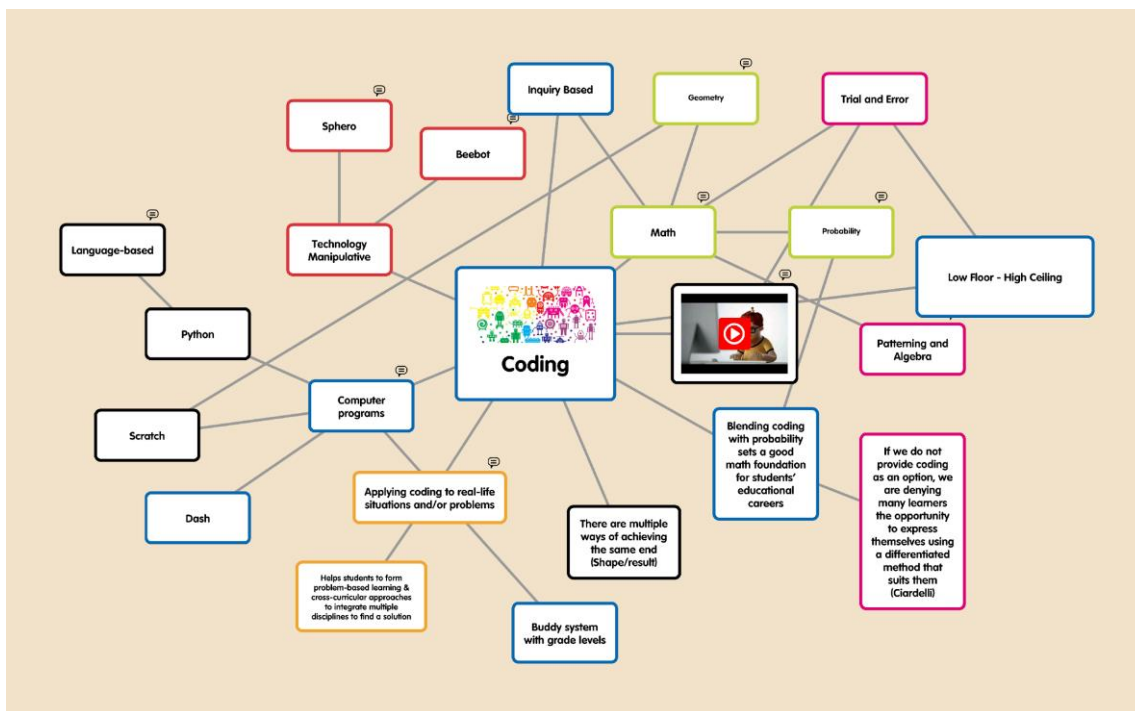 Inquiry Based
Geometry
Trial and Error
Sphero
Beebot
Language-based
Technology
Manipulative
Math
Probability
Low Floor - High Ceiling
Python
Coding
Patterning and
Algebra
Computer
programs
Scratch
Dash
Applying coding to real-life
situations and/or problems
There are multiple
ways of achieving
the same end
(Shape/result)
Blending coding
with probability
sets a good
math foundation
for students'
educational
careers
If we do not
provide coding
as an option, we
are denying
many learners
the opportunity
to express
themselves using
a differentiated
method that
suits them
(Ciardelli)
Helps students to form
problem-based learning &
cross-curricular approaches
to integrate multiple
disciplines to find a solution
Buddy system
with grade levels